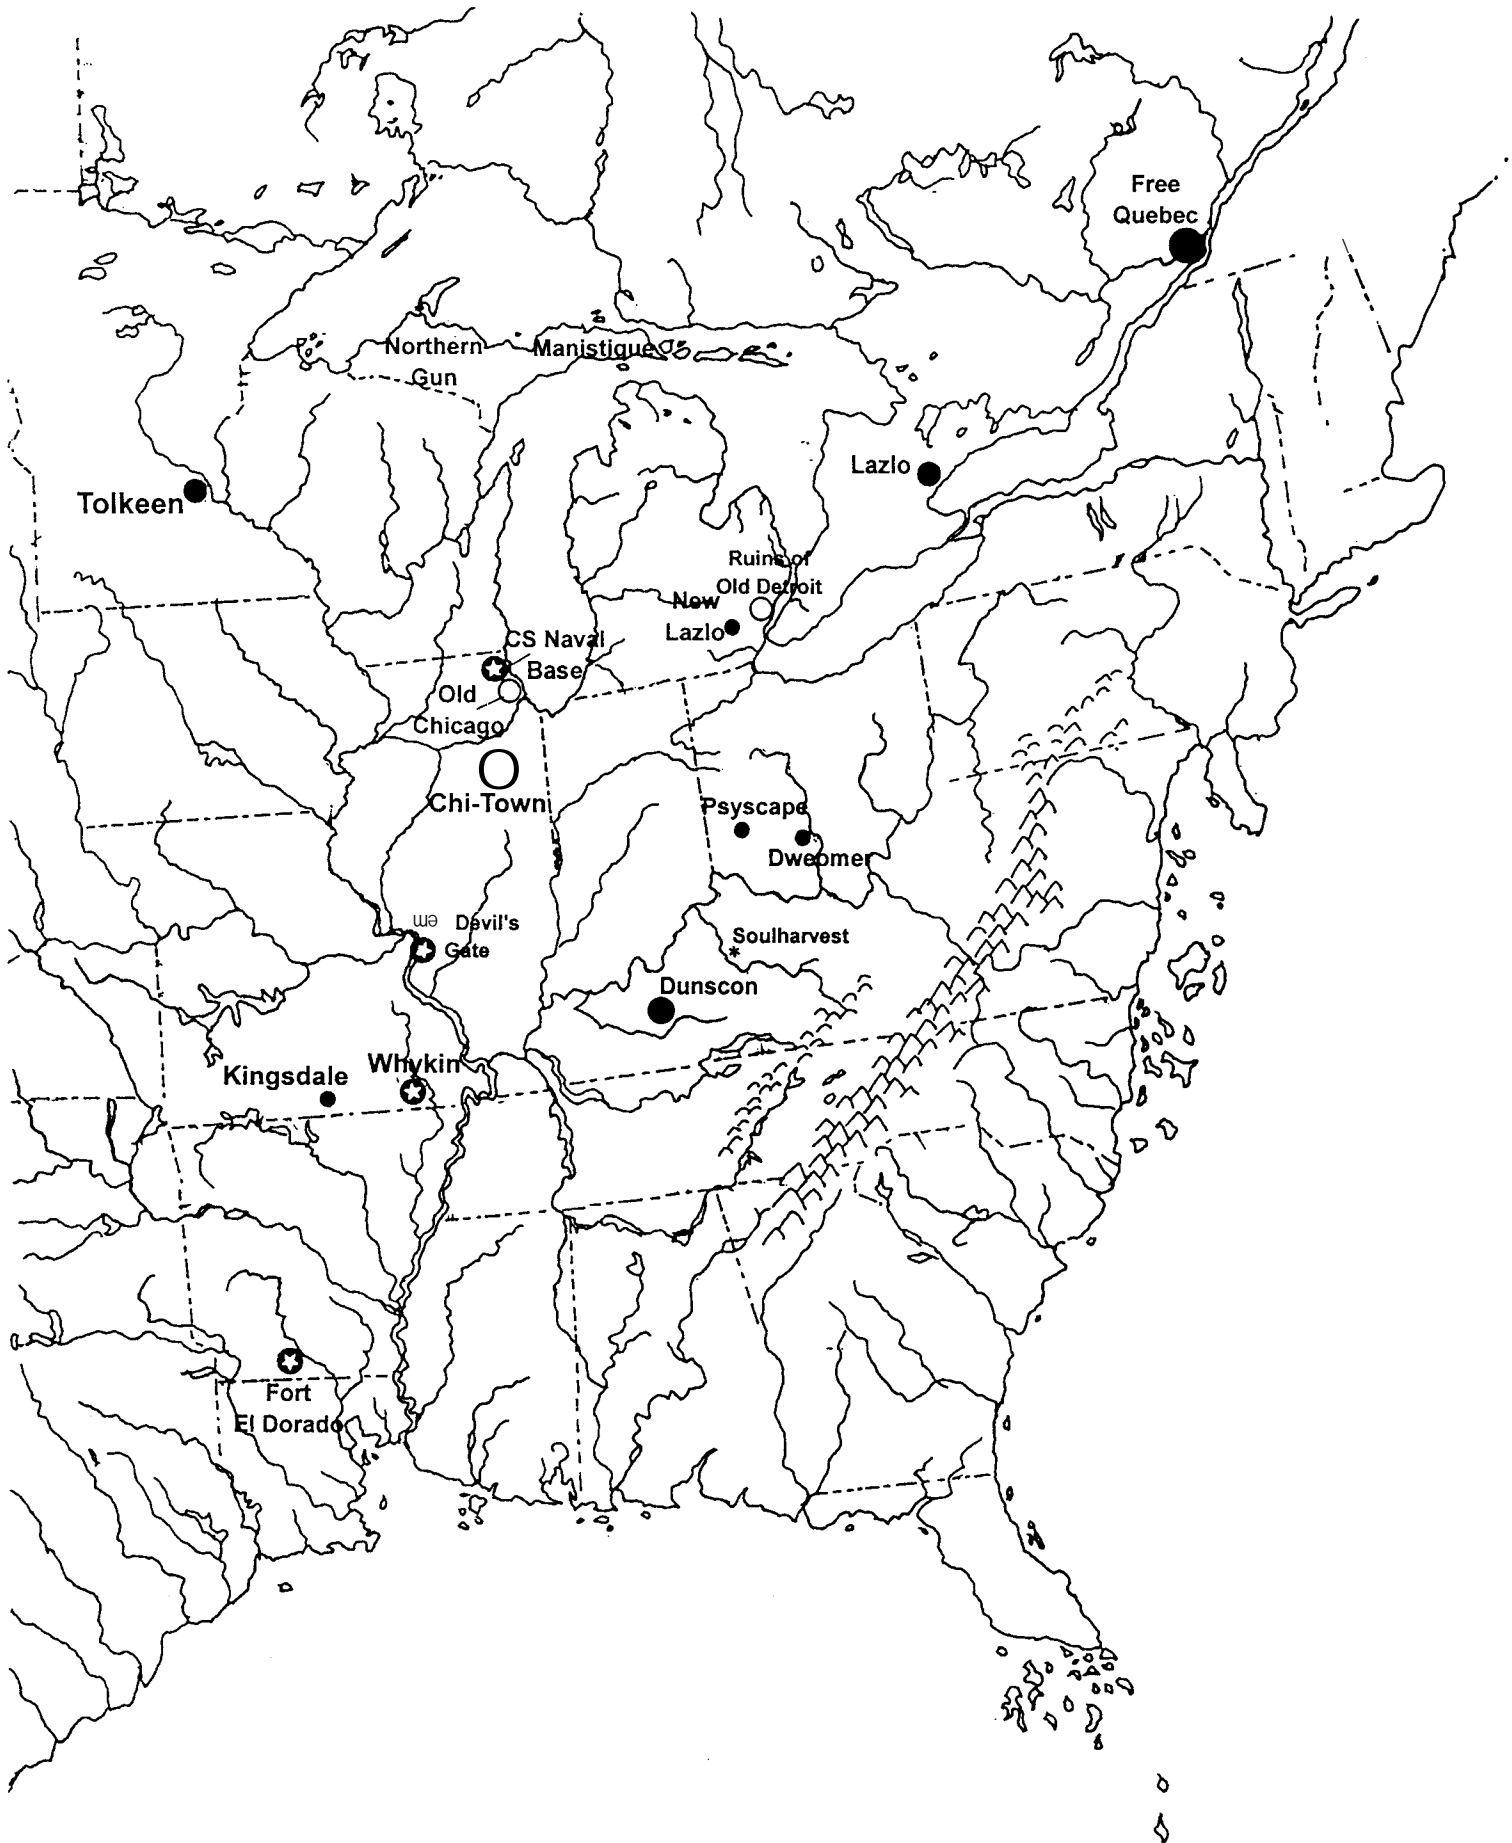 Free
Quebec
Northern
Gun
Manistique
Lazlo
Tolkeen
Ruins of
Old Detroit
New
Lazlo
CS Naval
Base
Old
Chicago
Chi-Town
Psyscape
Dweomer
Devil's
Gate
Soulharvest
Dunscon
Whykin
Kingsdale
Fort
El Dorado